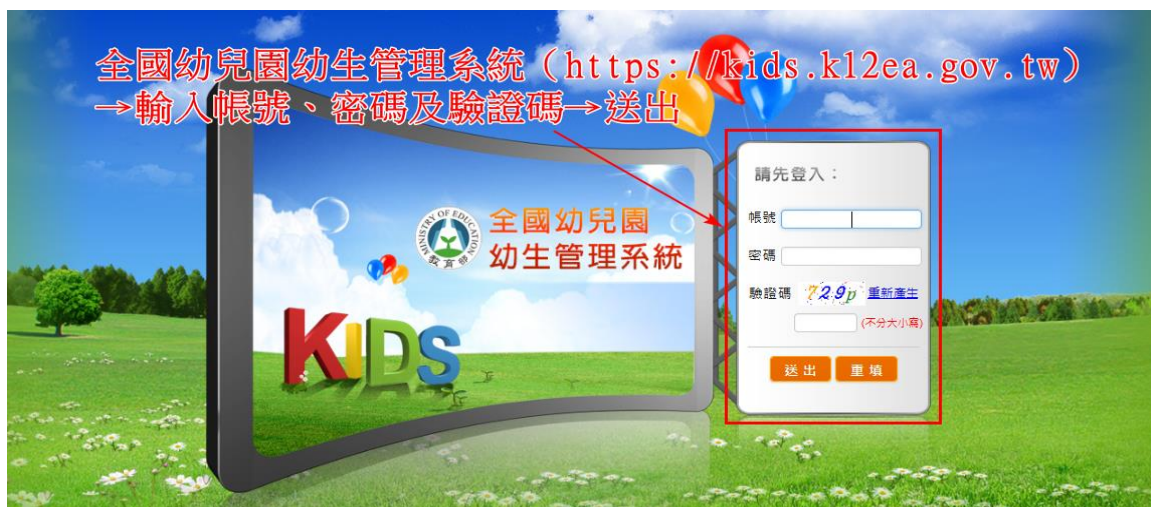 全國幼兒園幼生管理系統（https://kids.k12ea.gov.tw）
→輸入帳號、密碼及驗證碼→送出
MINISTRY OF EDUCATION
教育部
全國幼兒園
幼生管理系統
KIDS
請先登入：
帳號
密碼
驗證碼 729p 重新產生
(不分大小寫)
送出 重填